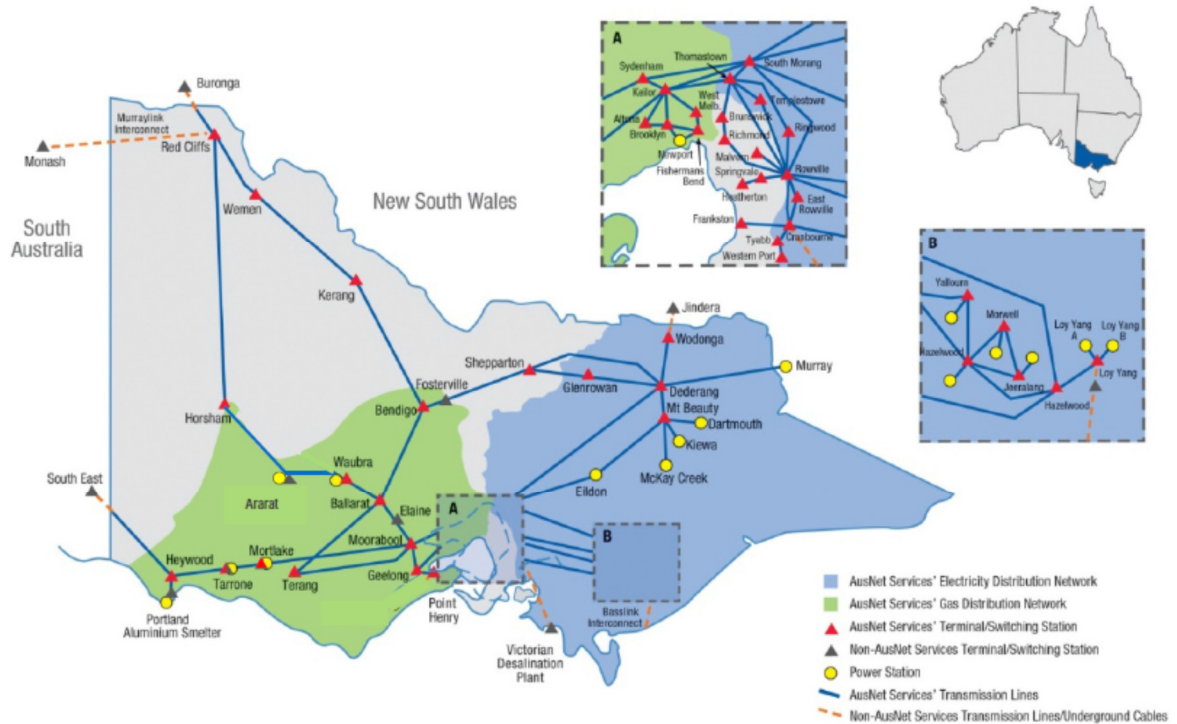 Buronga
Murraylink
Interconnect
Monash
Red Cliffs
Wemen
South
Australia
New South Wales
Kerang
Jindera
Wodonga
Shepparton
Glenrowan
Dederang
Murray
Fosterville
Bendigo
Mt Beauty
Dartmouth
Kiewa
McKay Creek
Eildon
Horsham
South East
Waubra
Ararat
Ballarat
Elaine
Moorabool
Heywood
Mortlake
Tarrone
Terang
Geelong
Point
Henry
Portland
Aluminium Smelter
A
B
Victorian
Desalination
Plant
Basslink
Interconnect
A
Thomastown
South Morang
Sydenham
Keilor
West
Melb.
Templestowe
Altona
Brooklyn
Brunswick
Richmond
Ringwood
Newport
Malvern
Fishermans
Bend
Springvale
Rowville
Heatherton
East
Rowville
Frankston
Cranbourne
Tyabb
Western Port
B
Yallourn
Morwell
Loy Yang
A
Loy Yang
B
Hazelwood
Jeeralang
Loy Yang
Hazelwood
AusNet Services' Electricity Distribution Network
AusNet Services' Gas Distribution Network
AusNet Services' Terminal/Switching Station
Non-AusNet Services Terminal/Switching Station
Power Station
AusNet Services' Transmission Lines
Non-AusNet Services Transmission Lines/Underground Cables